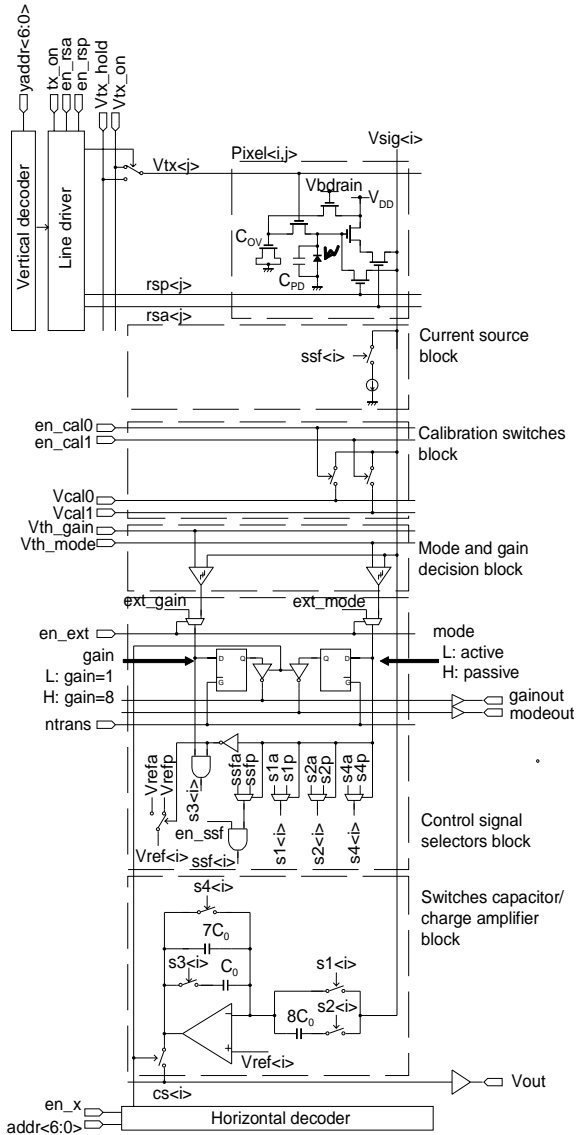 yaddr<6:0>
tx_on
en_rsa
en_rsp
Vtx_hold
Vtx_on
Vsig<i>
Vertical decoder
Line driver
Vtx<j>
Pixel<i,j>
Vbdrain
VDD
COV
CPD
rsp<j>
rsa<j>
Current source
block
ssf<i>
en_cal0
en_cal1
Calibration switches
block
Vcal0
Vcal1
Vth_gain
Vth_mode
Mode and gain
decision block
ext_gain
ext_mode
en_ext
gain
L: gain=1
H: gain=8
D
Q
G
Q
D
G
mode
L: active
H: passive
gainout
modeout
ntrans
Vrefa
Vrefp
s3<i>
ssfa
ssfp
s1a
s1p
s2a
s2p
s4a
s4p
en_ssf
Vref<i>
ssf<i>
s1<i>
s2<i>
s4<i>
Control signal
selectors block
Switches capacitor/
charge amplifier
block
s4<i>
7C0
s3<i>
C0
s1<i>
s2<i>
8C0
Vref<i>
cs<i>
Vout
en_x
addr<6:0>
Horizontal decoder